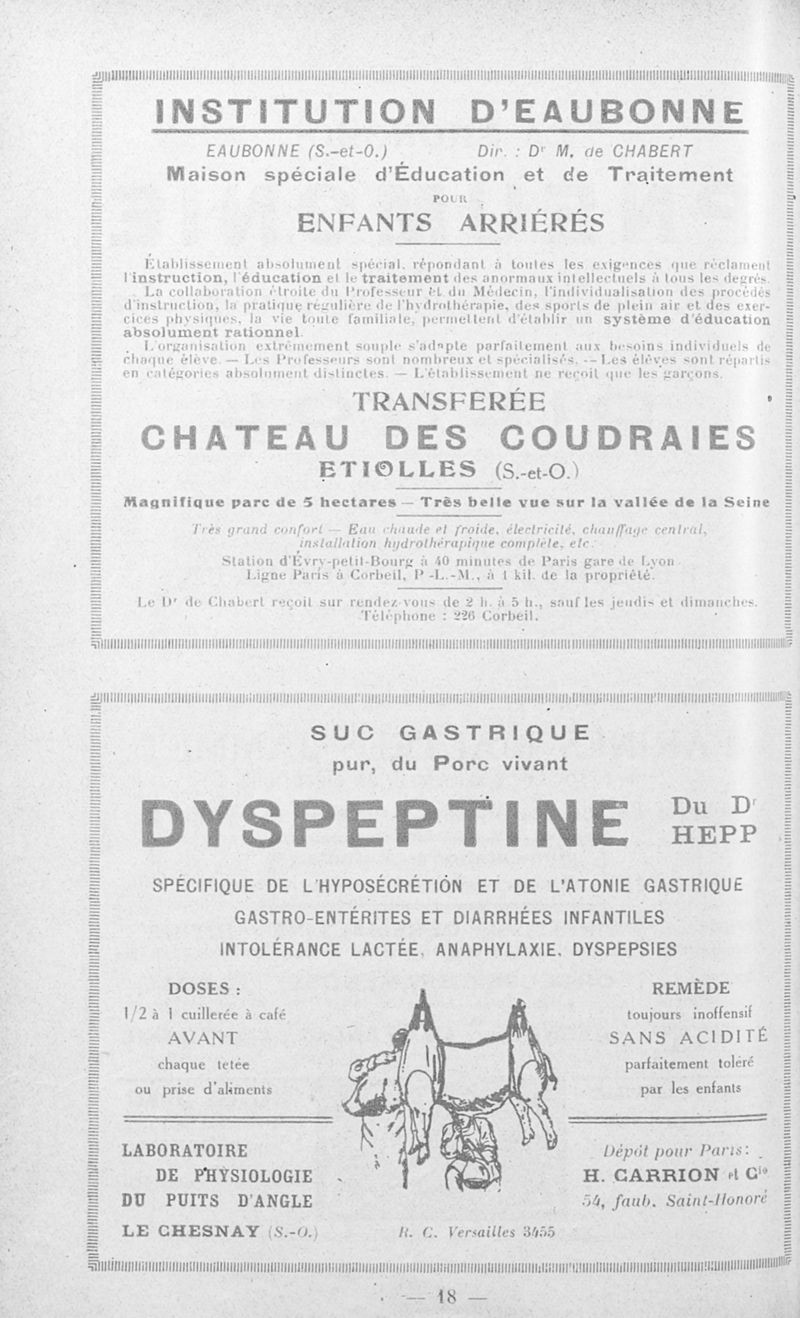 INSTITUTION D'EAUBONNE
EAUBONNE (S.-et-O.) Dir. : Dr M. de CHABERT
Maison spéciale d'Éducation et de Traitement
POUR
ENFANTS ARRIÉRÉS
Établissement absolument spécial, répondant à toutes les exigences que réclament
l'instruction, l'éducation et le traitement des anormaux intellectuels à tous les degrés.
La collaboration étroite du Professeur et du Médecin, l'individualisation des procédés
d'instruction, la pratique régulière de l'hydrothérapie, des sports de plein air et des exer-
cices physiques, la vie toute familiale, permettent d'établir un système d'éducation
absolument rationnel.
L'organisation extrêmement souple s'adapte parfaitement aux besoins individuels de
chaque élève. — Les Professeurs sont nombreux et spécialisés. -- Les élèves sont répartis
en catégories absolument distinctes. — L'établissement ne reçoit que les garçons.
TRANSFERÉE
CHATEAU DES COUDRAIES
ETIOLLES (S.-et-O.)
Magnifique parc de 5 hectares — Très belle vue sur la vallée de la Seine
Très grand confort — Eau chaude et froide, électricité, chauffage central,
installation hydrothérapique complète, etc.
Station d'Évry-petit-Bourg à 40 minutes de Paris gare de Lyon
Ligne Paris à Corbeil, P.-L.-M., à 1 kil. de la propriété.
Le Dr de Chabert reçoit sur rendez-vous de 2 h. à 5 h., sauf les jeudis et dimanches.
Téléphone : 226 Corbeil.
SUC GASTRIQUE
pur, du Porc vivant
DYSPEPTINE Du Dr HEPP
SPÉCIFIQUE DE L'HYPOSÉCRÉTION ET DE L'ATONIE GASTRIQUE
GASTRO-ENTÉRITES ET DIARRHÉES INFANTILES
INTOLÉRANCE LACTÉE, ANAPHYLAXIE, DYSPEPSIES
DOSES :
1/2 à 1 cuillerée à café
AVANT
chaque tetée
ou prise d'aliments
REMÈDE
toujours inoffensif
SANS ACIDITÉ
parfaitement toléré
par les enfants
LABORATOIRE
DE PHYSIOLOGIE
DU PUITS D'ANGLE
LE CHESNAY (S.-O.)
R. C. Versailles 3455
Dépôt pour Paris :
H. CARRION et Cie
54, faub. Saint-Honoré
— 18 —